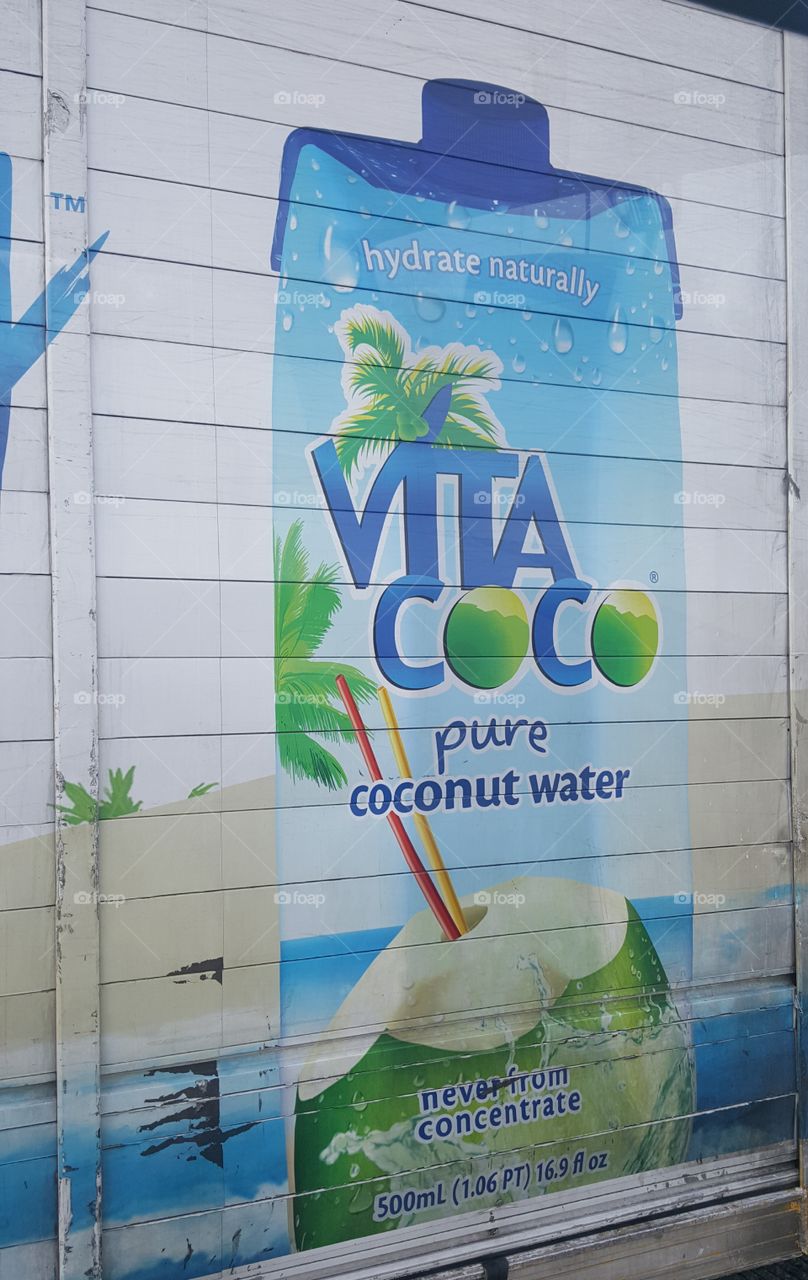 TM
hydrate naturally
VITA
COCO®
pure
coconut water
never from
concentrate
500mL (1.06 PT) 16.9 fl oz